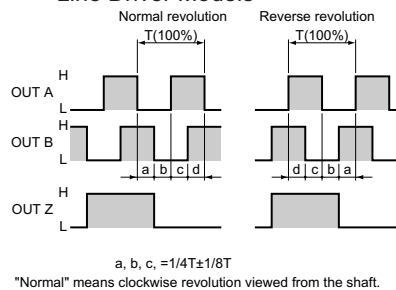 Line Driver Models
Normal revolution
Reverse revolution
T(100%)
T(100%)
H
OUT A
L
H
OUT B
L
a b c d
d c b a
H
OUT Z
L
a, b, c, =1/4T±1/8T
"Normal" means clockwise revolution viewed from the shaft.